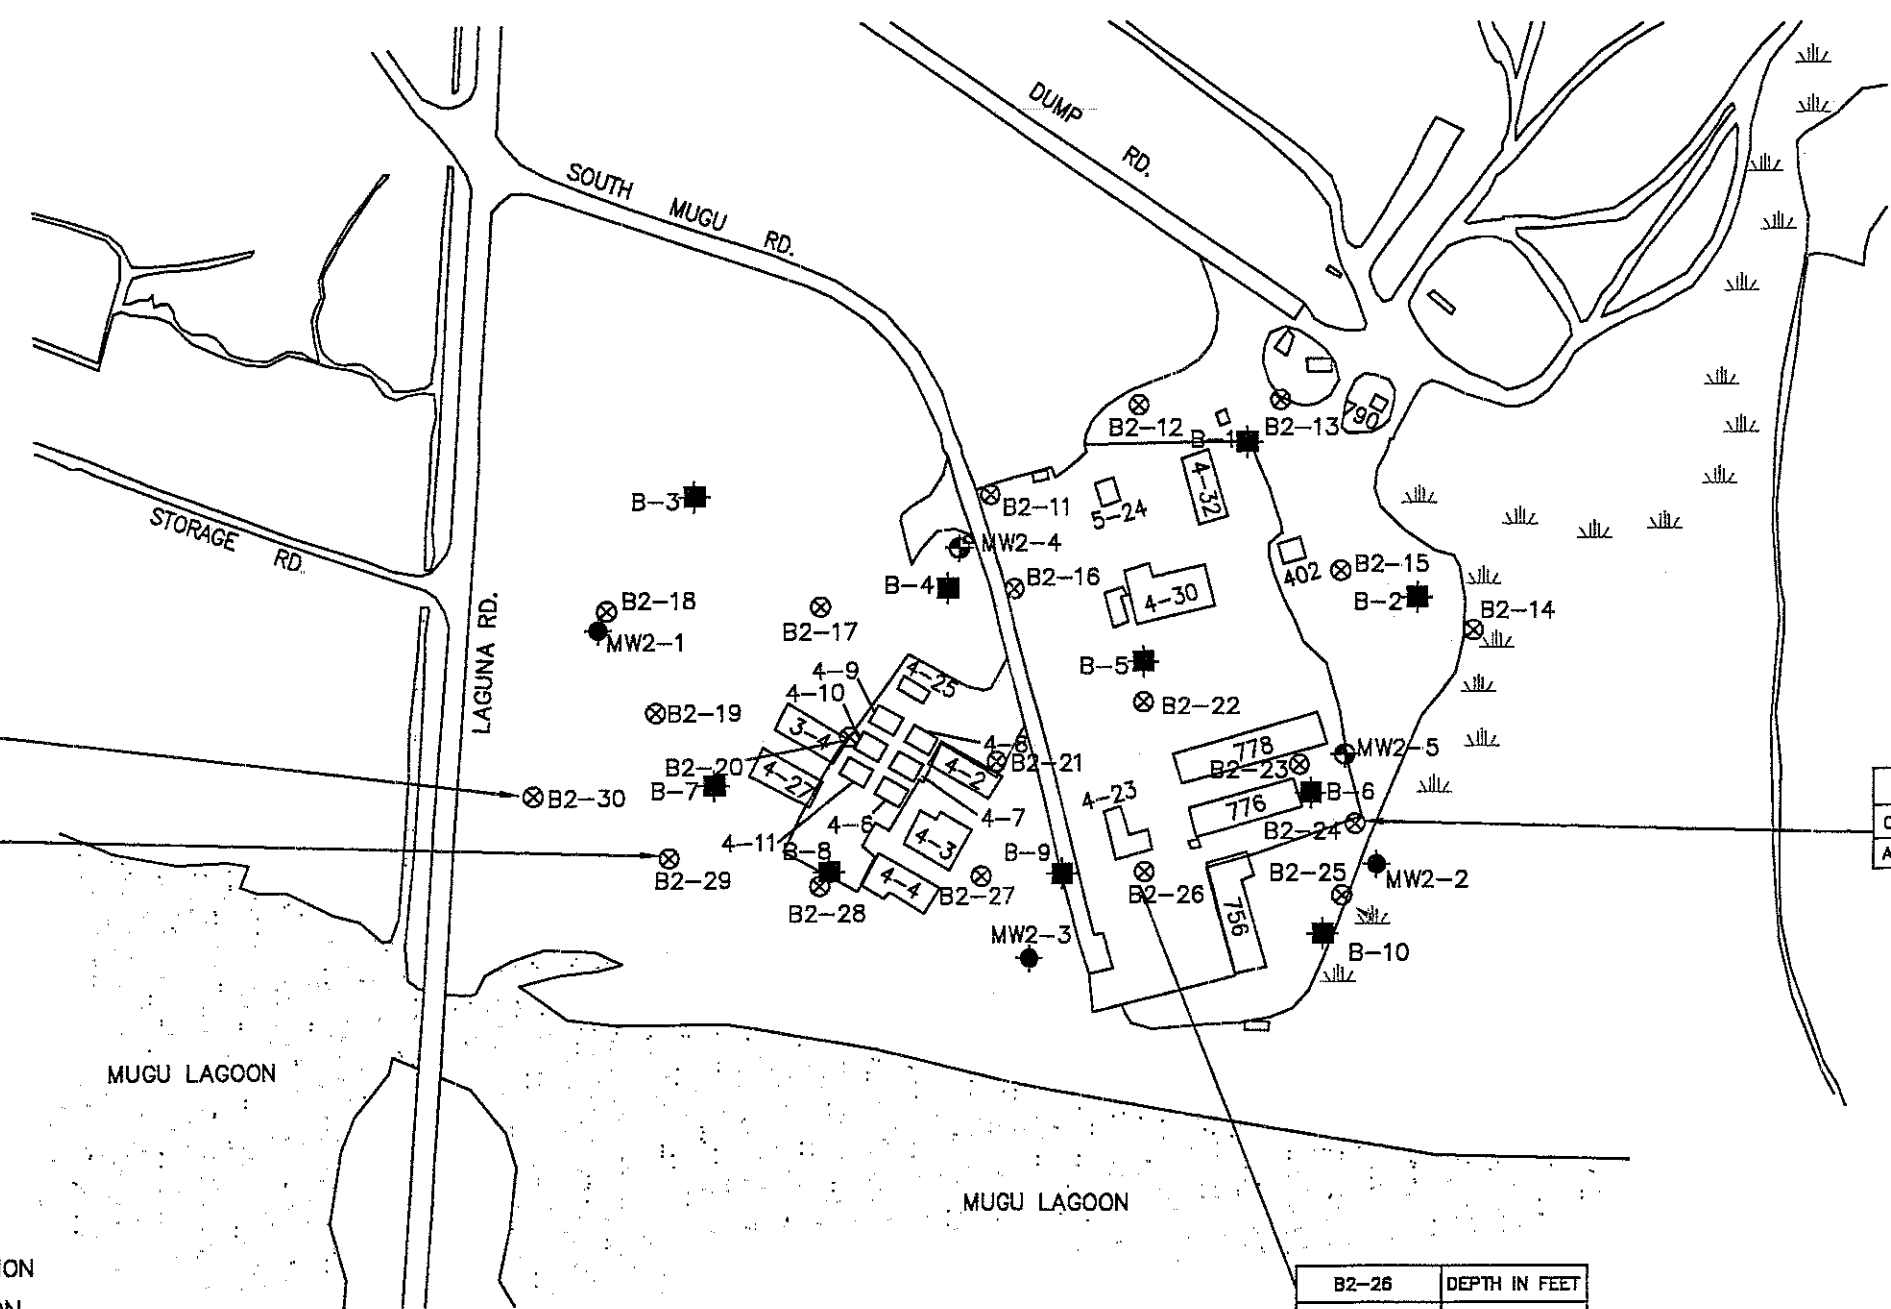 DUMP RD.
SOUTH MUGU RD.
790
B2-12
B2-13
B-1
B-3
4-32
B2-11
5-24
STORAGE RD.
MW2-4
B2-15
402
B-4
B2-16
4-30
B-2
B2-14
B2-18
B2-17
MW2-1
LAGUNA RD.
B-5
4-9
4-25
4-10
B2-22
B2-19
3-4
4-8
778
MW2-5
B2-20
4-27
4-2
B2-21
B2-23
B-7
B2-30
4-23
776
B-6
4-6
4-7
B2-24
4-11
4-3
B-8
B-9
B2-25
MW2-2
B2-29
4-4
B2-27
B2-26
B2-28
756
MW2-3
B-10
C
A
MUGU LAGOON
MUGU LAGOON
ION
B2-26 DEPTH IN FEET